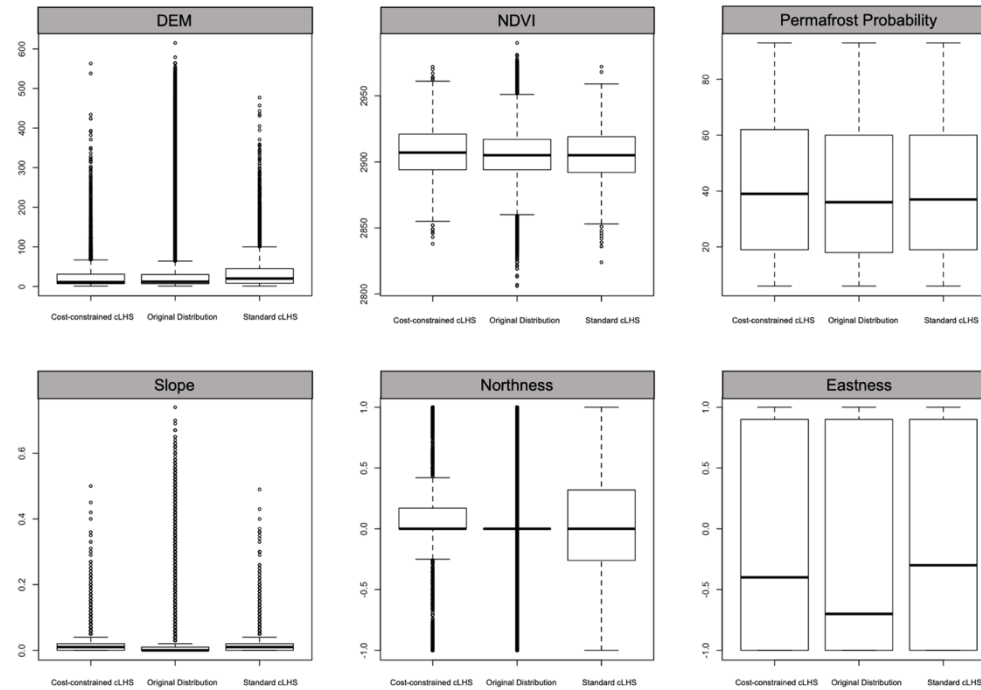 DEM
NDVI
Permafrost Probability
600
500
400
300
200
100
0
2950
2900
2850
2800
80
60
40
20
Cost-constrained cLHS Original Distribution Standard cLHS
Cost-constrained cLHS Original Distribution Standard cLHS
Cost-constrained cLHS Original Distribution Standard cLHS
Slope
Northness
Eastness
0.6
0.4
0.2
0.0
1.0
0.5
0.0
-0.5
-1.0
1.0
0.5
0.0
-0.5
-1.0
Cost-constrained cLHS Original Distribution Standard cLHS
Cost-constrained cLHS Original Distribution Standard cLHS
Cost-constrained cLHS Original Distribution Standard cLHS